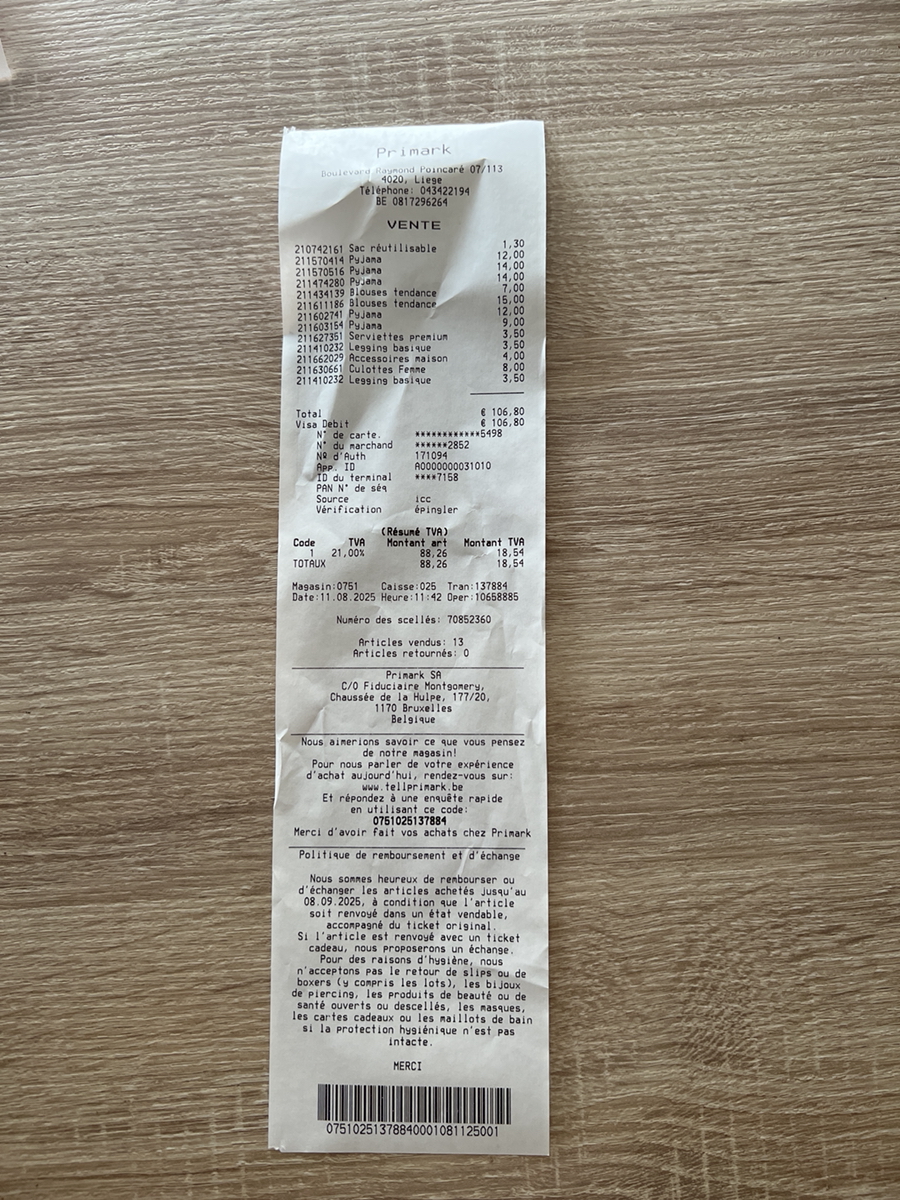 Primark
Boulevard Raymond Poincaré 07/113
4020, Liege
Téléphone: 043422194
BE 0817296264
VENTE
210742161 Sac réutilisable 1,30
211570414 Pyjama 12,00
211570516 Pyjama 14,00
211474280 Pyjama 14,00
211434139 Blouses tendance 7,00
211611186 Blouses tendance 15,00
211602741 Pyjama 12,00
211603154 Pyjama 9,00
211627351 Serviettes premium 3,50
211410232 Legging basique 3,50
211662029 Accessoires maison 4,00
211630661 Culottes Femme 8,00
211410232 Legging basique 3,50
Total € 106,80
Visa Debit € 106,80
N° de carte. ************5498
N° du marchand ******2852
Nº d'Auth 171094
App. ID A0000000031010
ID du terminal ****7158
PAN N° de séq
Source icc
Vérification épingler
(Résumé TVA)
Code TVA Montant art Montant TVA
1 21,00% 88,26 18,54
TOTAUX 88,26 18,54
Magasin:0751 Caisse:025 Tran:137884
Date:11.08.2025 Heure:11:42 Oper:10658885
Numéro des scellés: 70852360
Articles vendus: 13
Articles retournés: 0
Primark SA
C/O Fiduciaire Montgomery,
Chaussée de la Hulpe, 177/20,
1170 Bruxelles
Belgique
Nous aimerions savoir ce que vous pensez
de notre magasin!
Pour nous parler de votre expérience
d'achat aujourd'hui, rendez-vous sur:
www.tellprimark.be
Et répondez à une enquête rapide
en utilisant ce code:
0751025137884
Merci d'avoir fait vos achats chez Primark
Politique de remboursement et d'échange
Nous sommes heureux de rembourser ou
d'échanger les articles achetés jusqu'au
08.09.2025, à condition que l'article
soit renvoyé dans un état vendable,
accompagné du ticket original.
Si l'article est renvoyé avec un ticket
cadeau, nous proposerons un échange.
Pour des raisons d'hygiène, nous
n'acceptons pas le retour de slips ou de
boxers (y compris les lots), les bijoux
de piercing, les produits de beauté ou de
santé ouverts ou descellés, les masques,
les cartes cadeaux ou les maillots de bain
si la protection hygiénique n'est pas
intacte.
MERCI
07510251378840001081125001